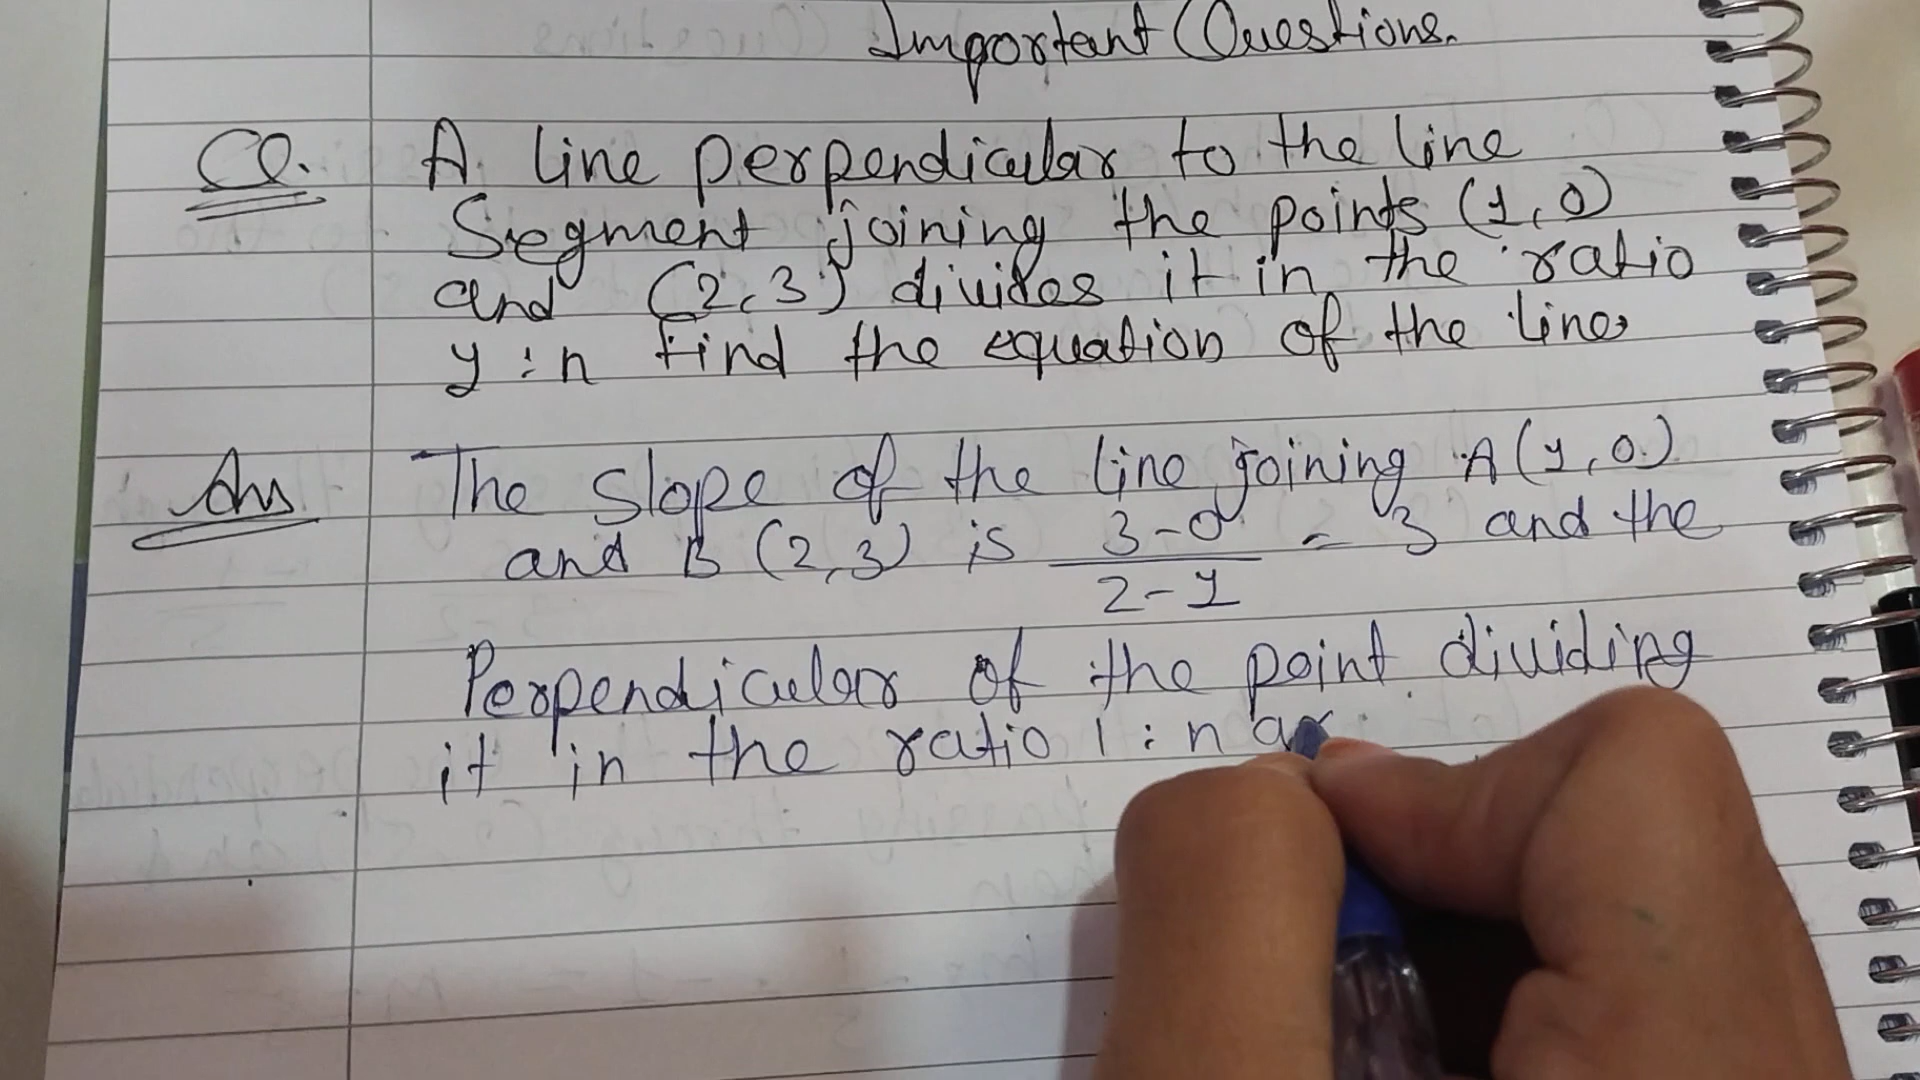 Important Questions.
Q. A line perpendicular to the line
Segment joining the points (1, 0)
and (2, 3) divides it in the ratio
1 : n Find the equation of the line,
Ans The slope of the line joining A (1, 0)
and B (2, 3) is 3-0 / 2-1 = 3 and the
Perpendicular of the point dividing
it in the ratio 1 : n ar